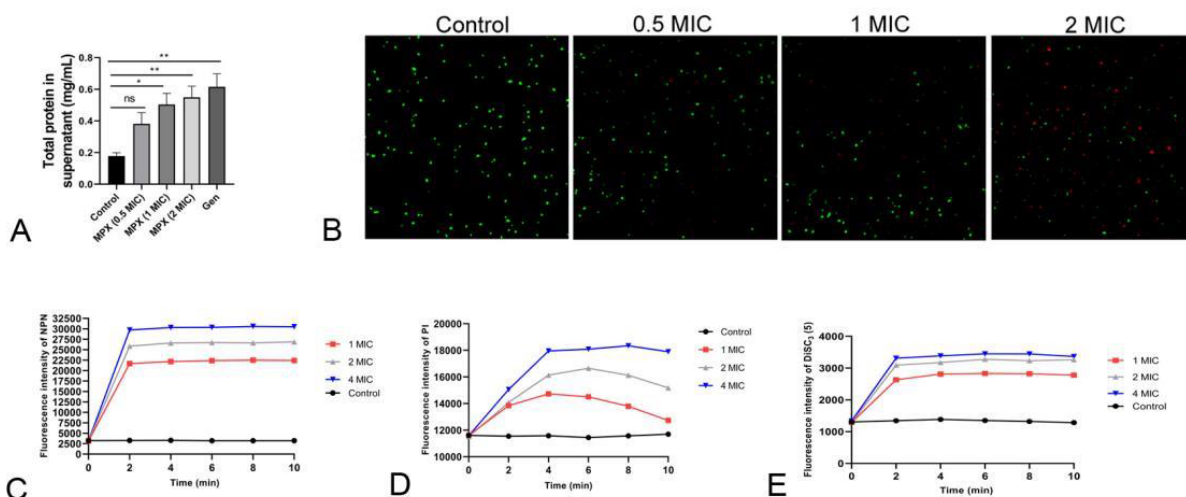 A
Total protein in
supernatant (mg/mL)
0.8
0.6
0.4
0.2
0.0
**
**
*
ns
Control
MPX (0.5 MIC)
MPX (1 MIC)
MPX (2 MIC)
Gen
B
Control
0.5 MIC
1 MIC
2 MIC
C
Fluorescence intensity of NPN
32500
30000
27500
25000
22500
20000
17500
15000
12500
10000
7500
5000
2500
0
0 2 4 6 8 10
Time (min)
1 MIC
2 MIC
4 MIC
Control
D
Fluorescence intensity of PI
20000
18000
16000
14000
12000
10000
0 2 4 6 8 10
Time (min)
Control
1 MIC
2 MIC
4 MIC
E
Fluorescence intensity of DiSC3 (5)
4000
3000
2000
1000
0
0 2 4 6 8 10
Time (min)
1 MIC
2 MIC
4 MIC
Control